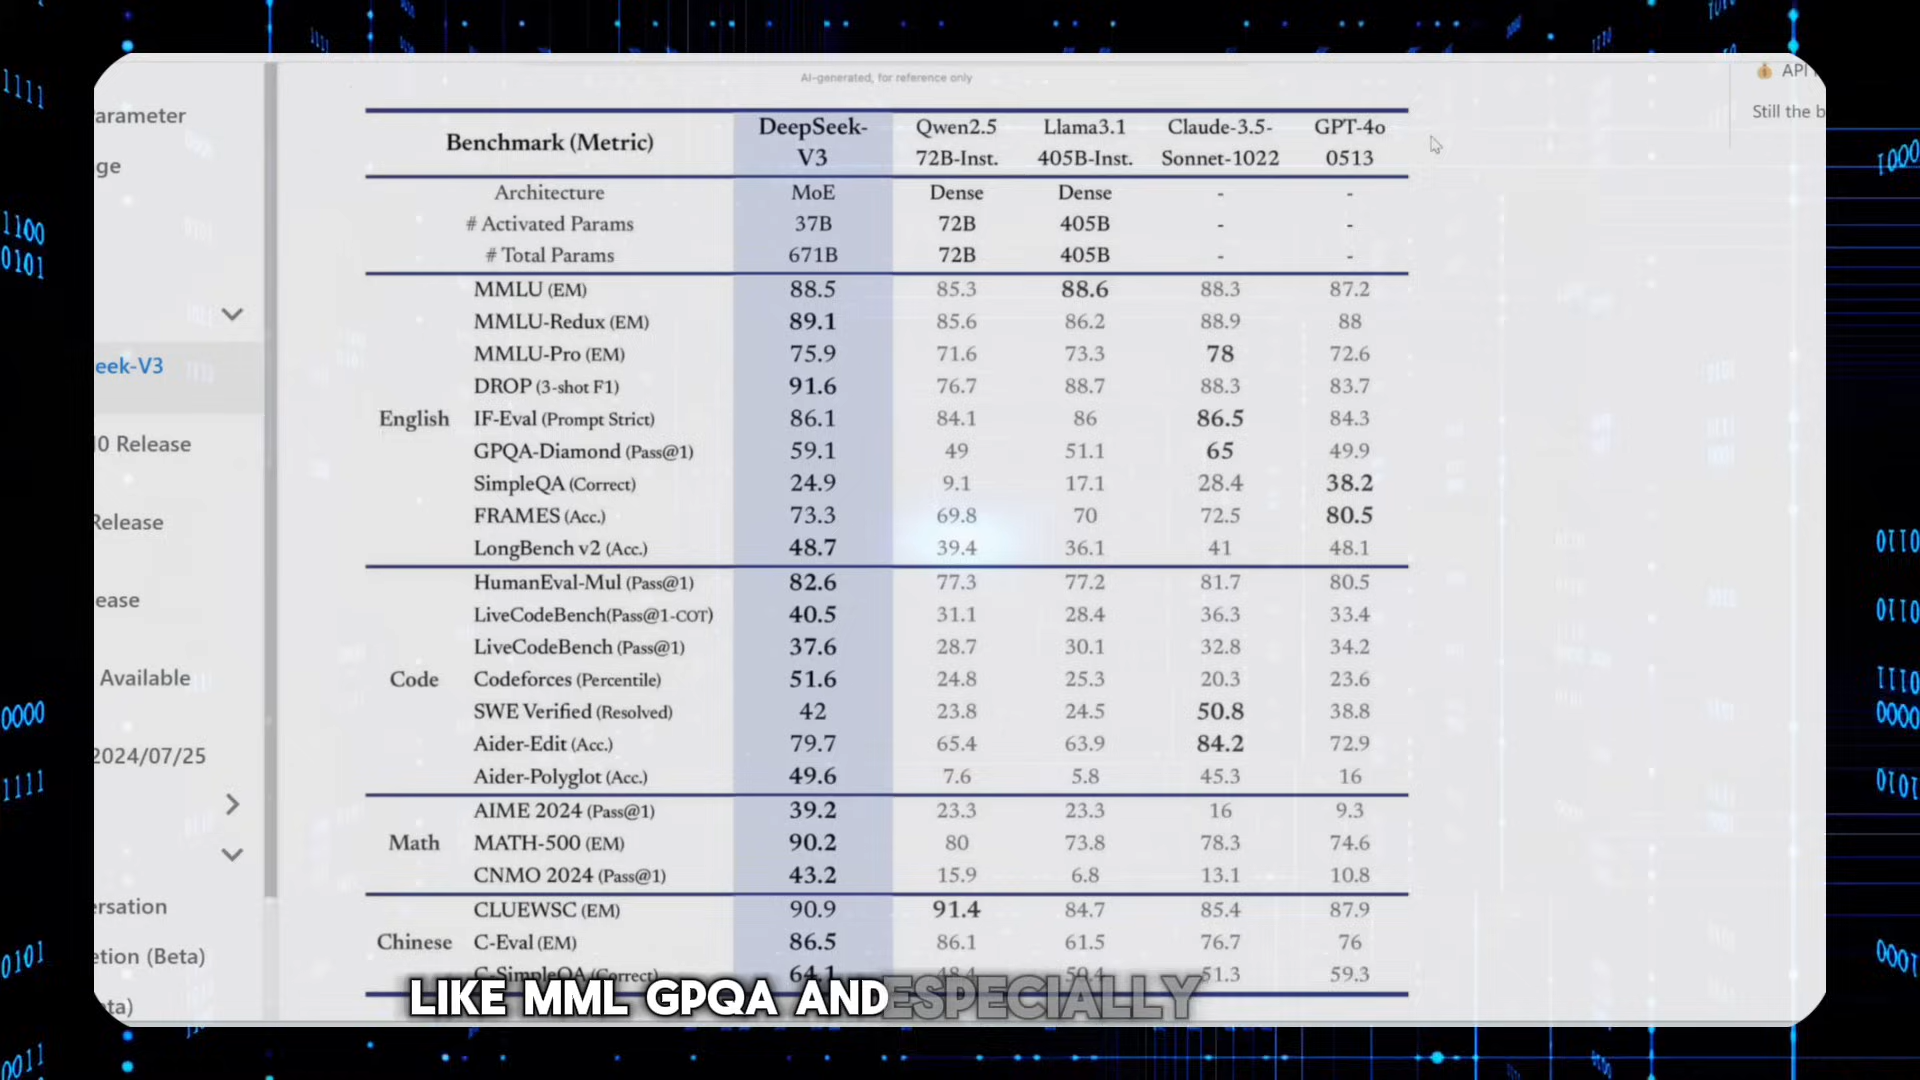 AI-generated, for reference only
API
Still the b
arameter
ge
eek-V3
0 Release
Release
ease
Available
2024/07/25
ersation
etion (Beta)
ta)
Benchmark (Metric) DeepSeek-V3 Qwen2.5 72B-Inst. Llama3.1 405B-Inst. Claude-3.5-Sonnet-1022 GPT-4o 0513
Architecture MoE Dense Dense - -
# Activated Params 37B 72B 405B - -
# Total Params 671B 72B 405B - -
English
MMLU (EM) 88.5 85.3 88.6 88.3 87.2
MMLU-Redux (EM) 89.1 85.6 86.2 88.9 88
MMLU-Pro (EM) 75.9 71.6 73.3 78 72.6
DROP (3-shot F1) 91.6 76.7 88.7 88.3 83.7
IF-Eval (Prompt Strict) 86.1 84.1 86 86.5 84.3
GPQA-Diamond (Pass@1) 59.1 49 51.1 65 49.9
SimpleQA (Correct) 24.9 9.1 17.1 28.4 38.2
FRAMES (Acc.) 73.3 69.8 70 72.5 80.5
LongBench v2 (Acc.) 48.7 39.4 36.1 41 48.1
Code
HumanEval-Mul (Pass@1) 82.6 77.3 77.2 81.7 80.5
LiveCodeBench(Pass@1-COT) 40.5 31.1 28.4 36.3 33.4
LiveCodeBench (Pass@1) 37.6 28.7 30.1 32.8 34.2
Codeforces (Percentile) 51.6 24.8 25.3 20.3 23.6
SWE Verified (Resolved) 42 23.8 24.5 50.8 38.8
Aider-Edit (Acc.) 79.7 65.4 63.9 84.2 72.9
Aider-Polyglot (Acc.) 49.6 7.6 5.8 45.3 16
Math
AIME 2024 (Pass@1) 39.2 23.3 23.3 16 9.3
MATH-500 (EM) 90.2 80 73.8 78.3 74.6
CNMO 2024 (Pass@1) 43.2 15.9 6.8 13.1 10.8
Chinese
CLUEWSC (EM) 90.9 91.4 84.7 85.4 87.9
C-Eval (EM) 86.5 86.1 61.5 76.7 76
C-SimpleQA (Correct) 64.1 48.4 50.4 51.3 59.3
LIKE MML GPQA AND ESPECIALLY